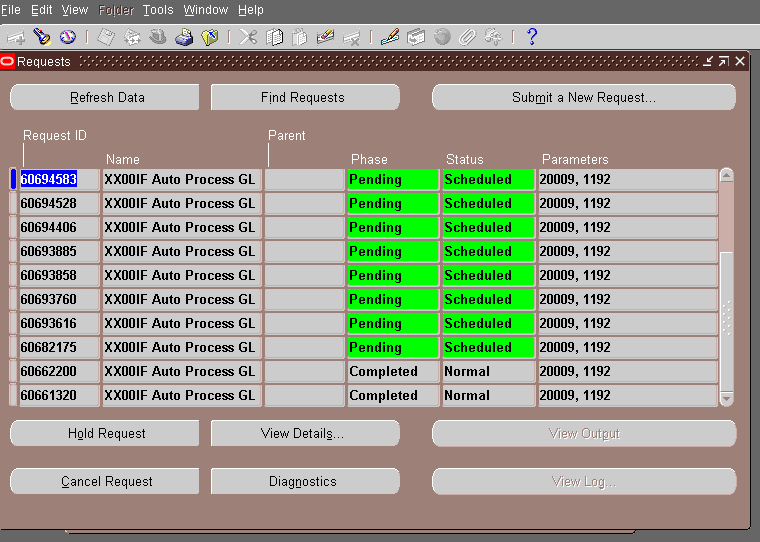 File Edit View Folder Tools Window Help
?
Requests
Refresh Data Find Requests Submit a New Request...
Request ID Parent
Name Phase Status Parameters
60694583 XX00IF Auto Process GL Pending Scheduled 20009, 1192
60694528 XX00IF Auto Process GL Pending Scheduled 20009, 1192
60694406 XX00IF Auto Process GL Pending Scheduled 20009, 1192
60693885 XX00IF Auto Process GL Pending Scheduled 20009, 1192
60693858 XX00IF Auto Process GL Pending Scheduled 20009, 1192
60693760 XX00IF Auto Process GL Pending Scheduled 20009, 1192
60693616 XX00IF Auto Process GL Pending Scheduled 20009, 1192
60682175 XX00IF Auto Process GL Pending Scheduled 20009, 1192
60662200 XX00IF Auto Process GL Completed Normal 20009, 1192
60661320 XX00IF Auto Process GL Completed Normal 20009, 1192
Hold Request View Details... View Output
Cancel Request Diagnostics View Log...